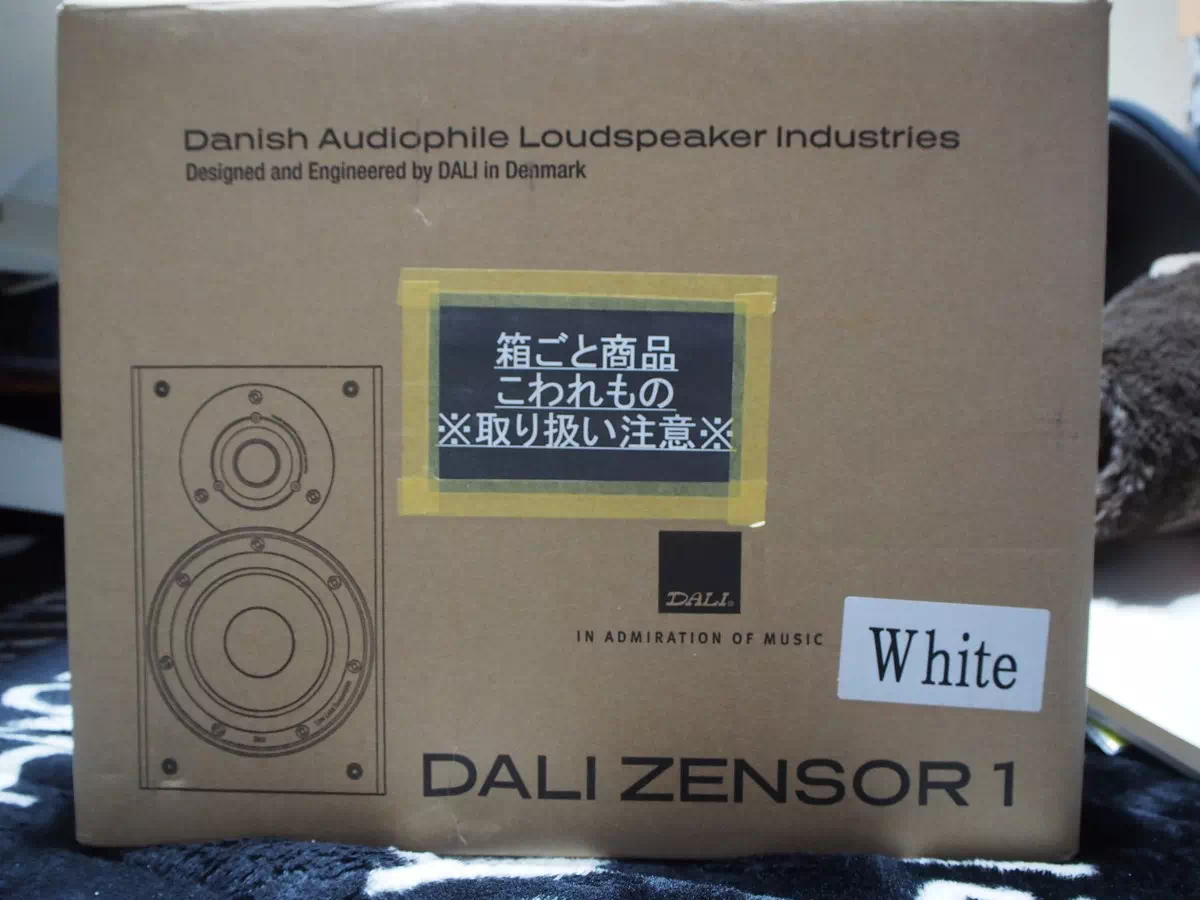 Danish Audiophile Loudspeaker Industries
Designed and Engineered by DALI in Denmark
箱ごと商品
こわれもの
※取り扱い注意※
DALI®
IN ADMIRATION OF MUSIC
White
DALI ZENSOR 1